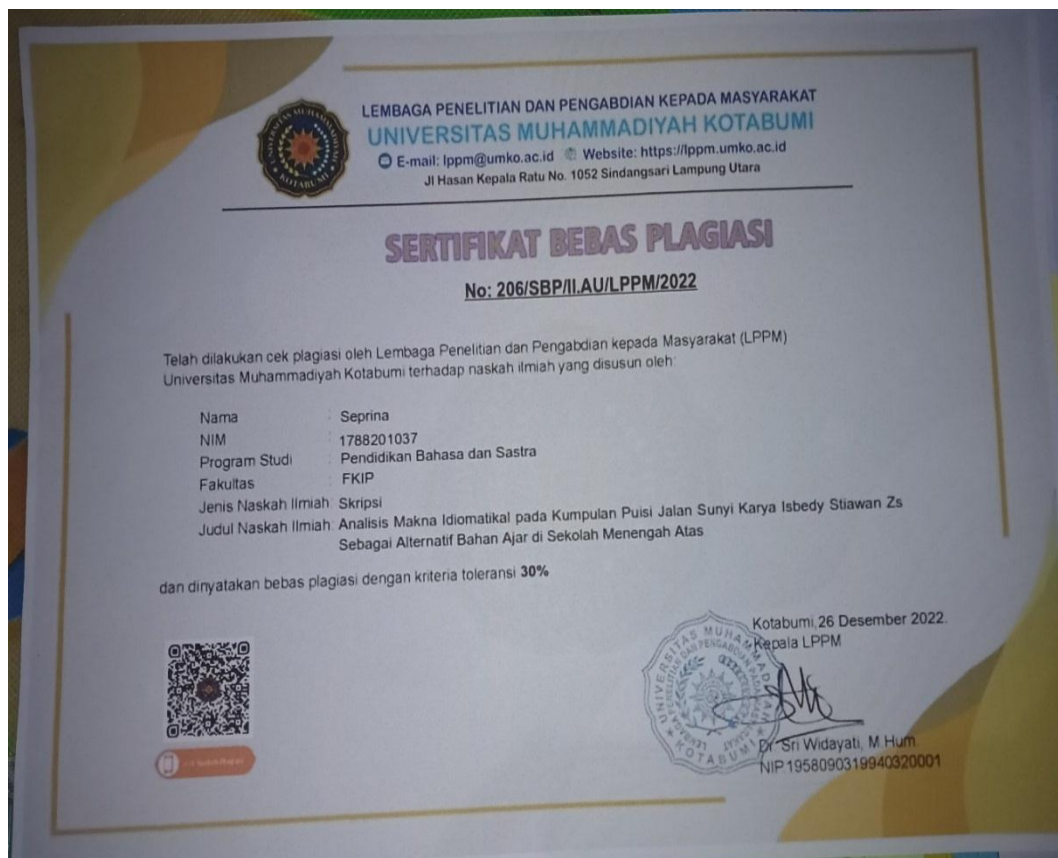 LEMBAGA PENELITIAN DAN PENGABDIAN KEPADA MASYARAKAT
UNIVERSITAS MUHAMMADIYAH KOTABUMI
E-mail: lppm@umko.ac.id Website: https://lppm.umko.ac.id
Jl Hasan Kepala Ratu No. 1052 Sindangsari Lampung Utara
SERTIFIKAT BEBAS PLAGIASI
No: 206/SBP/II.AU/LPPM/2022
Telah dilakukan cek plagiasi oleh Lembaga Penelitian dan Pengabdian kepada Masyarakat (LPPM)
Universitas Muhammadiyah Kotabumi terhadap naskah ilmiah yang disusun oleh:
Nama : Seprina
NIM : 1788201037
Program Studi : Pendidikan Bahasa dan Sastra
Fakultas : FKIP
Jenis Naskah Ilmiah: Skripsi
Judul Naskah Ilmiah: Analisis Makna Idiomatikal pada Kumpulan Puisi Jalan Sunyi Karya Isbedy Stiawan Zs
Sebagai Alternatif Bahan Ajar di Sekolah Menengah Atas
dan dinyatakan bebas plagiasi dengan kriteria toleransi 30%
Kotabumi, 26 Desember 2022.
Kepala LPPM
UNIVERSITAS MUHAMMADIYAH
KOTABUMI
Dr. Sri Widayati, M.Hum
NIP 1958090319940320001